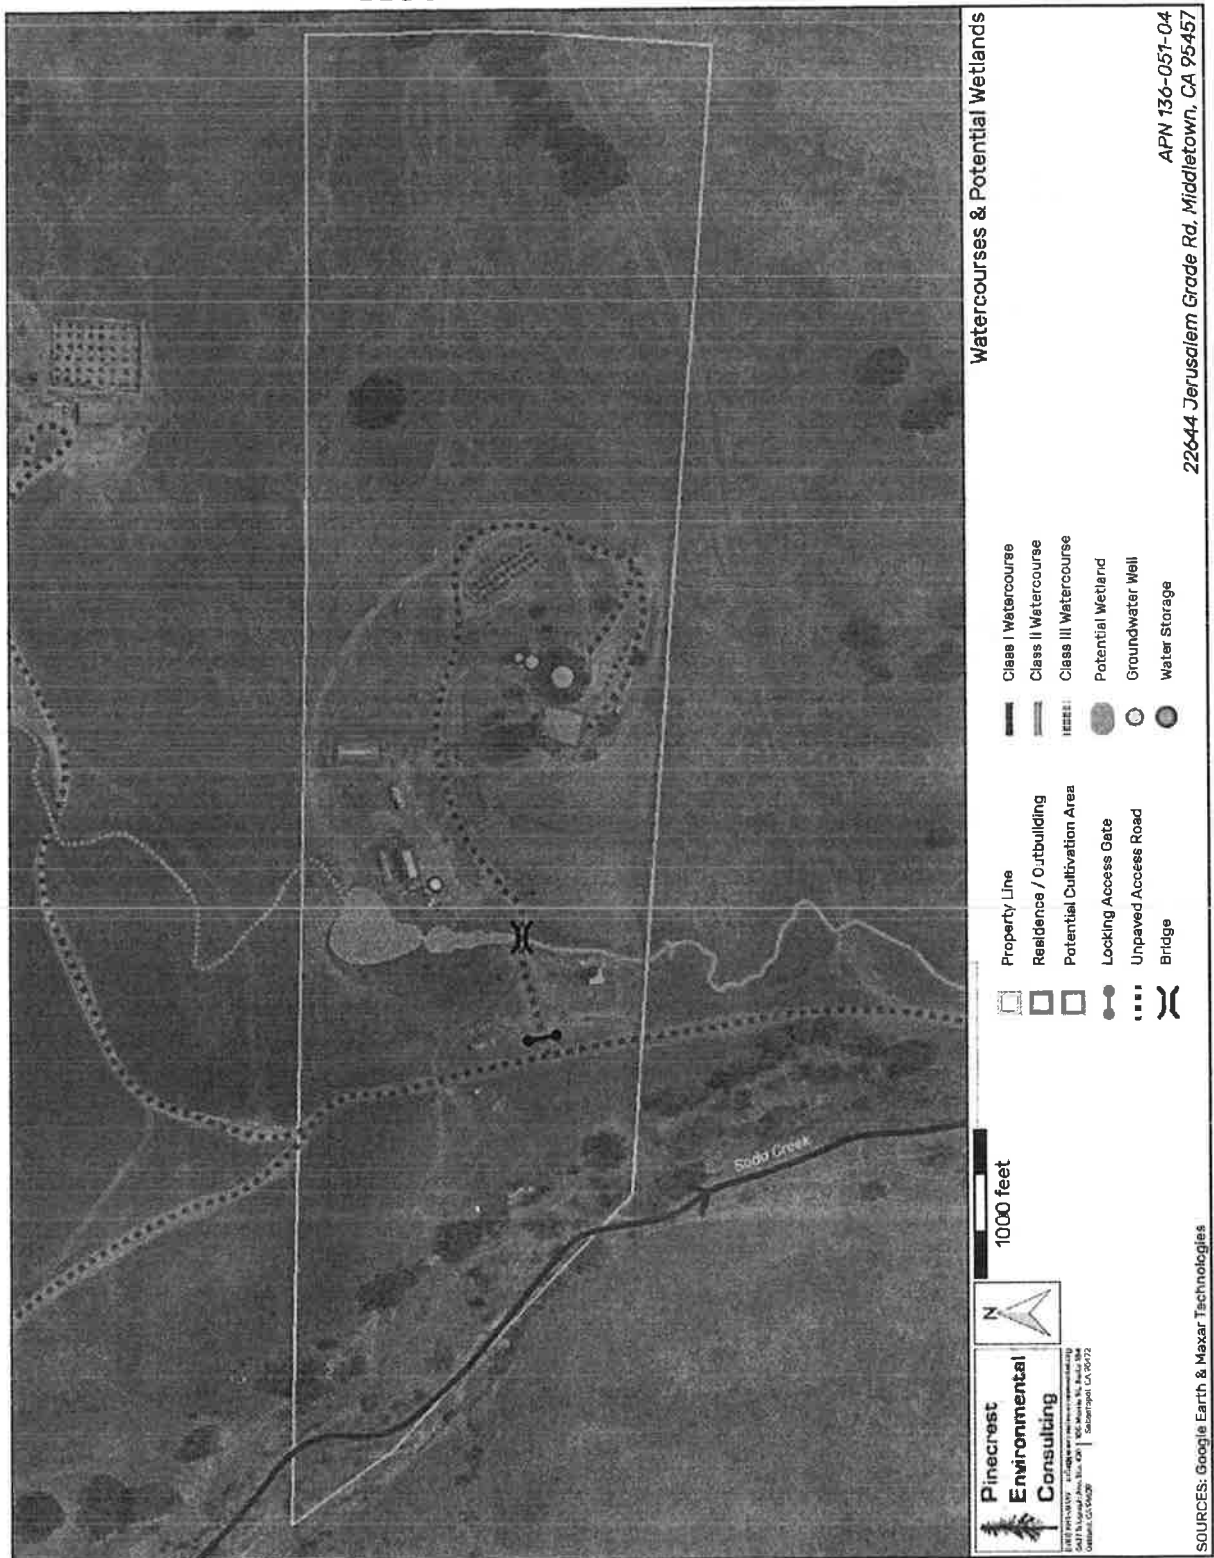 Soda Creek
Pinecrest
Environmental
Consulting
N
1000 feet
Property Line
Residence / Outbuilding
Potential Cultivation Area
Locking Access Gate
Unpaved Access Road
Bridge
Class I Watercourse
Class II Watercourse
Class III Watercourse
Potential Wetland
Groundwater Well
Water Storage
Watercourses & Potential Wetlands
APN 136-051-04
22644 Jerusalem Grade Rd, Middletown, CA 95457
SOURCES: Google Earth & Maxar Technologies